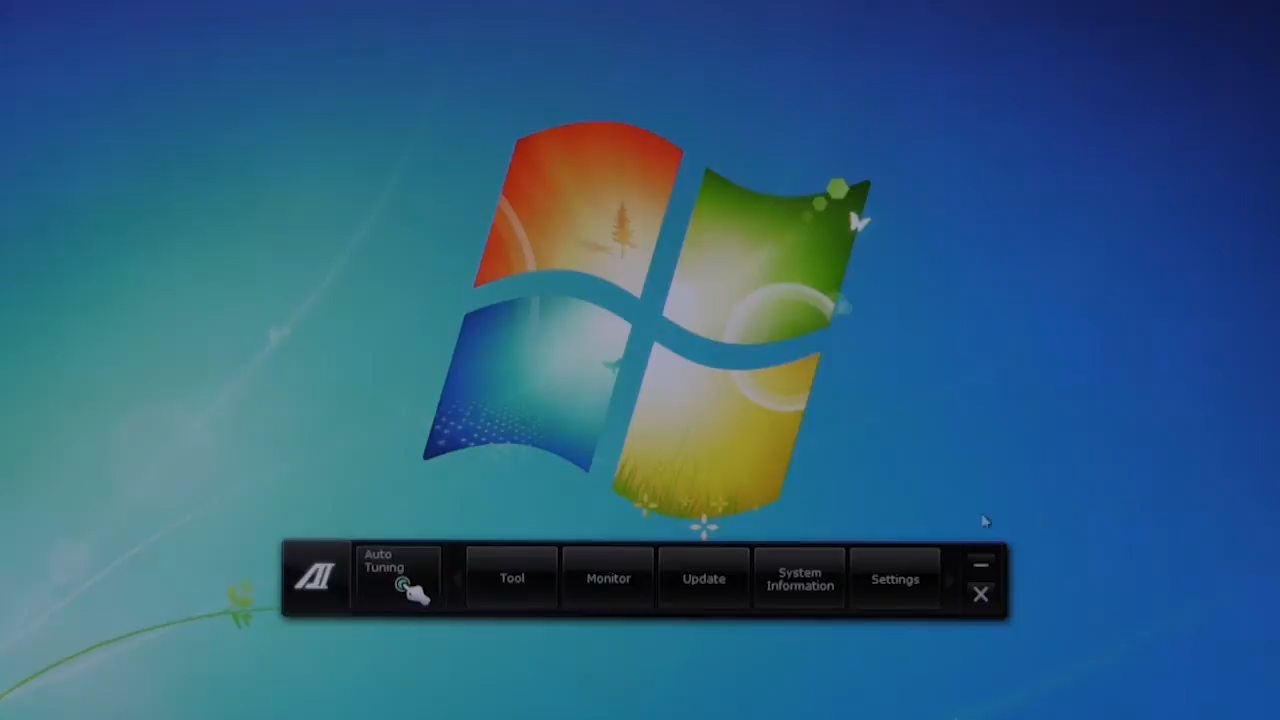 AI
Auto
Tuning
Tool
Monitor
Update
System
Information
Settings